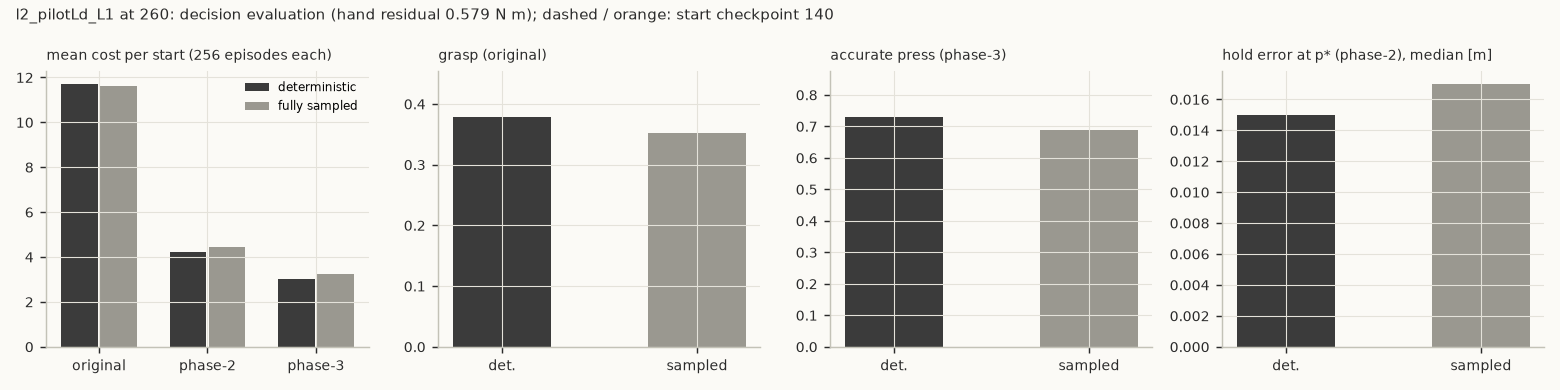 l2_pilotLd_L1 at 260: decision evaluation (hand residual 0.579 N m); dashed / orange: start checkpoint 140
mean cost per start (256 episodes each)
12
10
8
6
4
2
0
original
phase-2
phase-3
deterministic
fully sampled
grasp (original)
0.4
0.3
0.2
0.1
0.0
det.
sampled
accurate press (phase-3)
0.8
0.7
0.6
0.5
0.4
0.3
0.2
0.1
0.0
det.
sampled
hold error at p* (phase-2), median [m]
0.016
0.014
0.012
0.010
0.008
0.006
0.004
0.002
0.000
det.
sampled